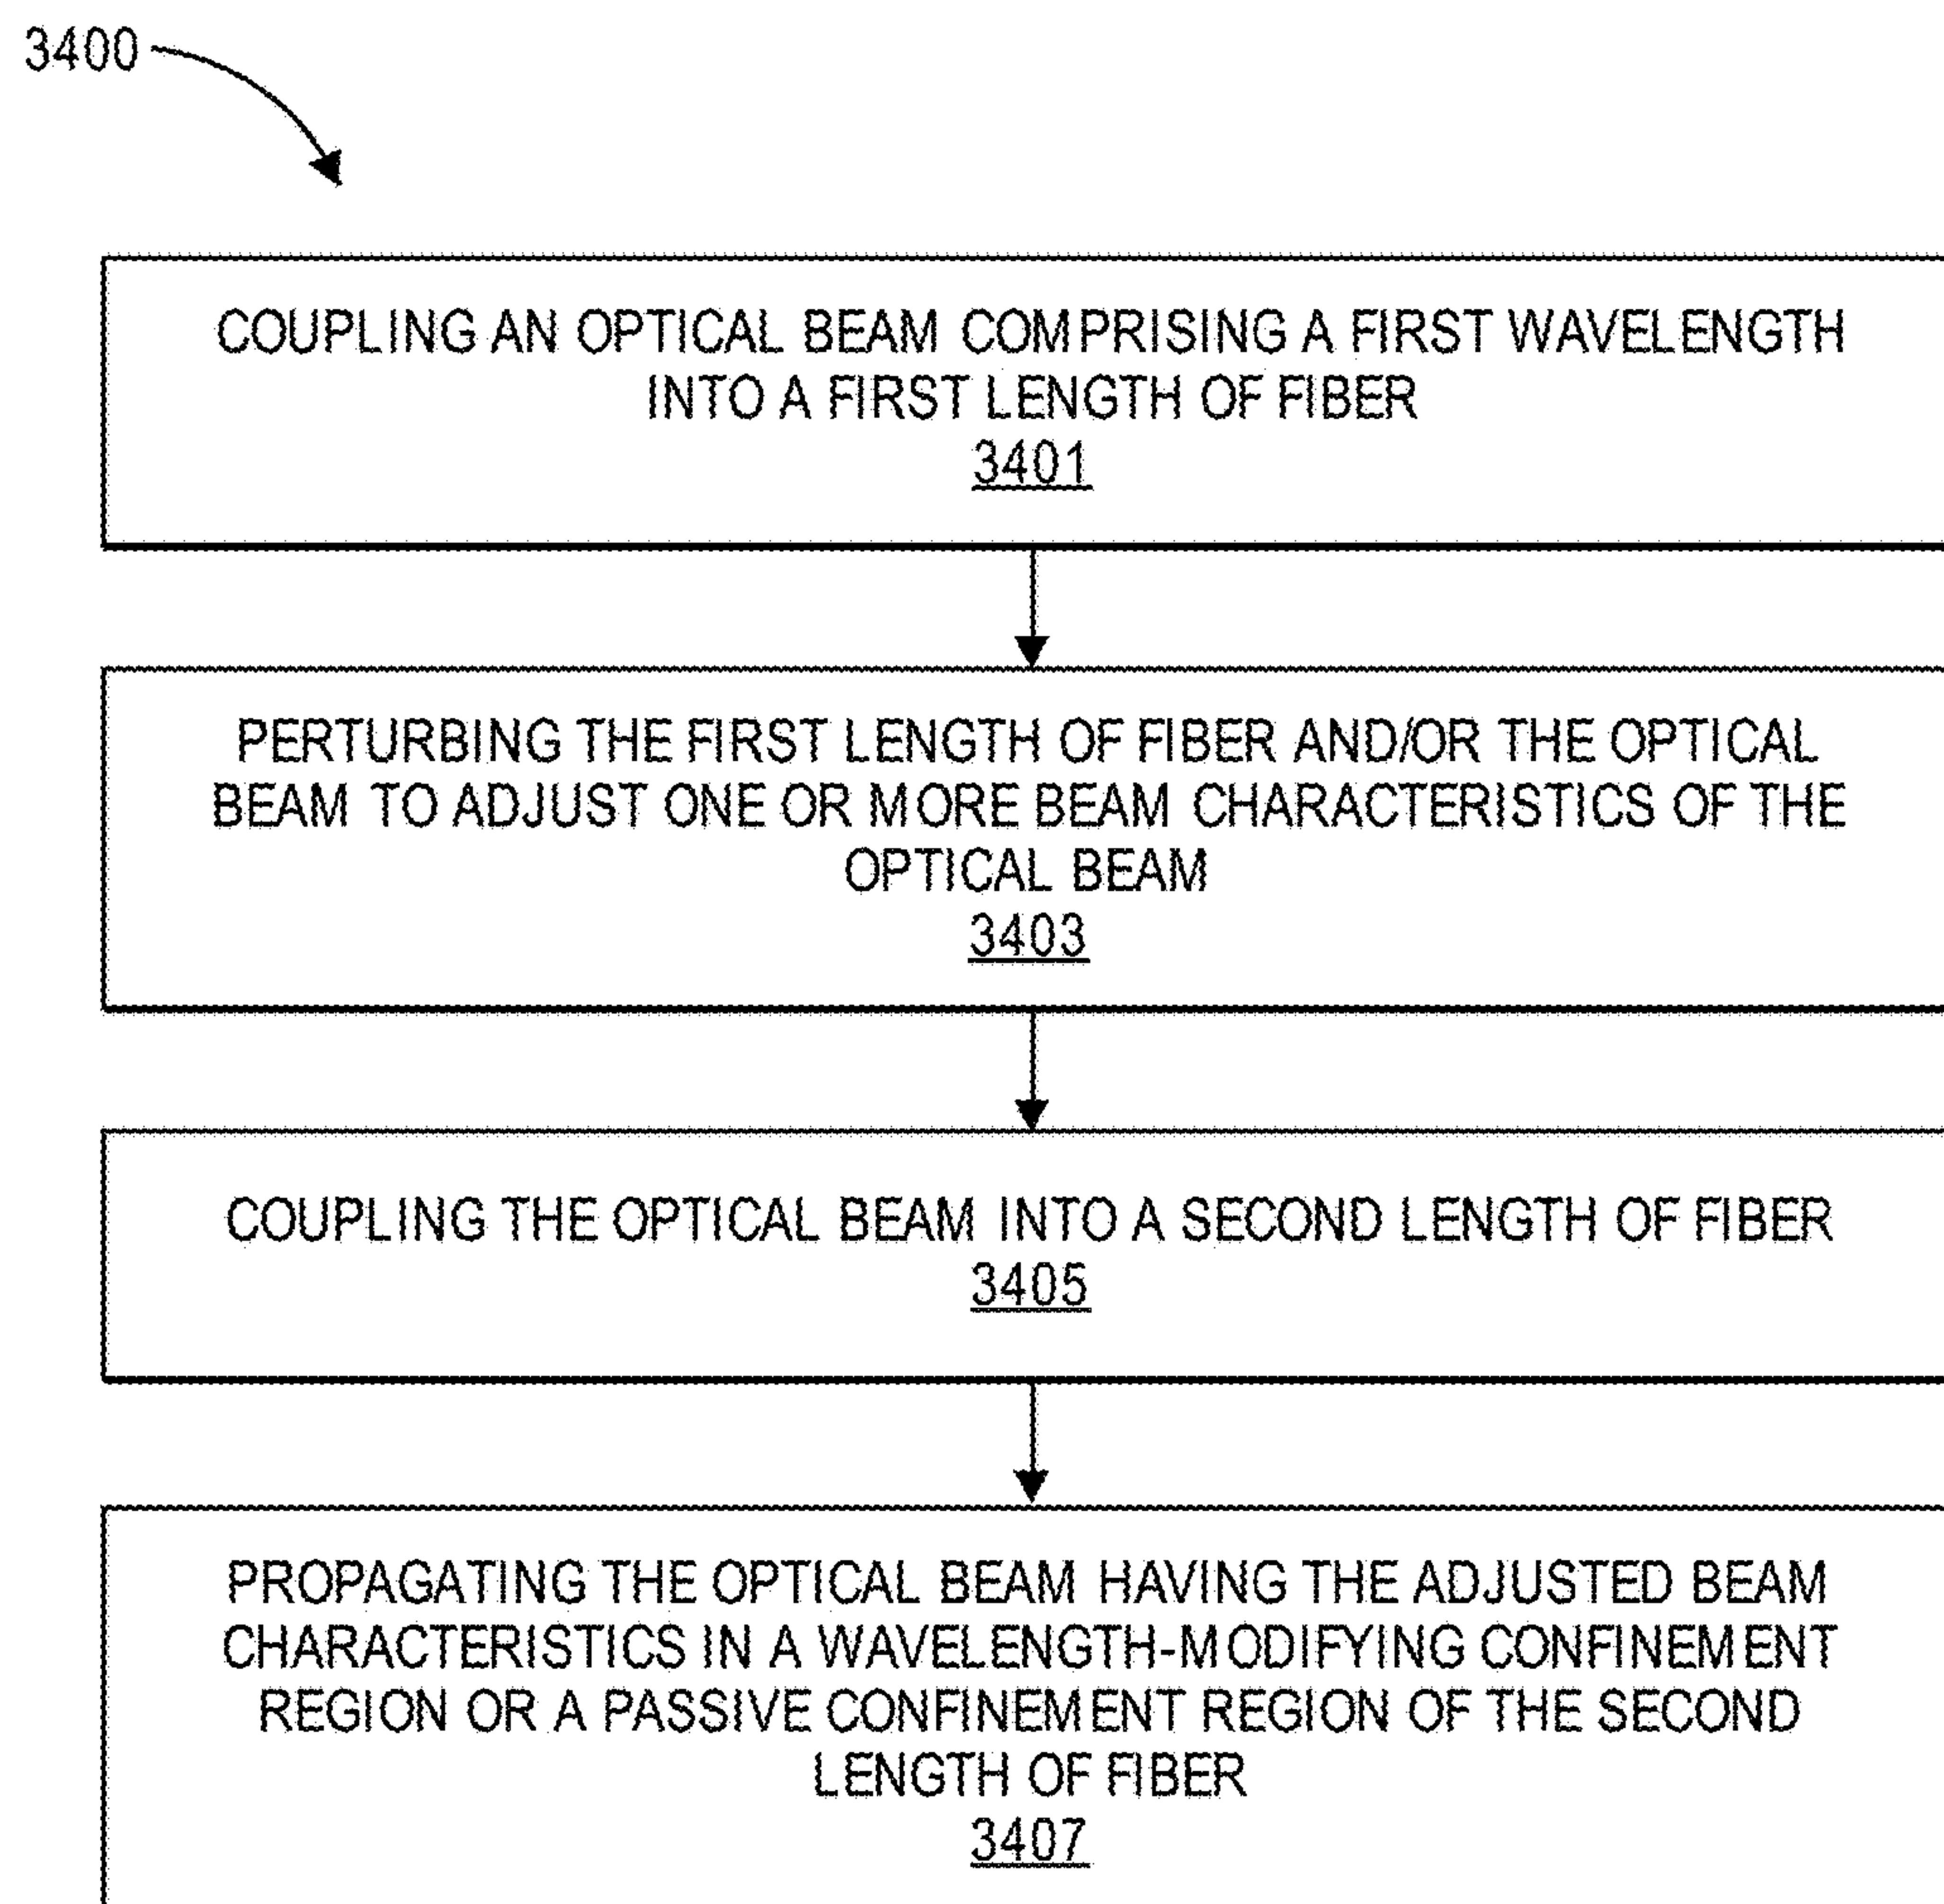 3400
COUPLING AN OPTICAL BEAM COMPRISING A FIRST WAVELENGTH
INTO A FIRST LENGTH OF FIBER
3401
PERTURBING THE FIRST LENGTH OF FIBER AND/OR THE OPTICAL
BEAM TO ADJUST ONE OR MORE BEAM CHARACTERISTICS OF THE
OPTICAL BEAM
3403
COUPLING THE OPTICAL BEAM INTO A SECOND LENGTH OF FIBER
3405
PROPAGATING THE OPTICAL BEAM HAVING THE ADJUSTED BEAM
CHARACTERISTICS IN A WAVELENGTH-MODIFYING CONFINEMENT
REGION OR A PASSIVE CONFINEMENT REGION OF THE SECOND
LENGTH OF FIBER
3407